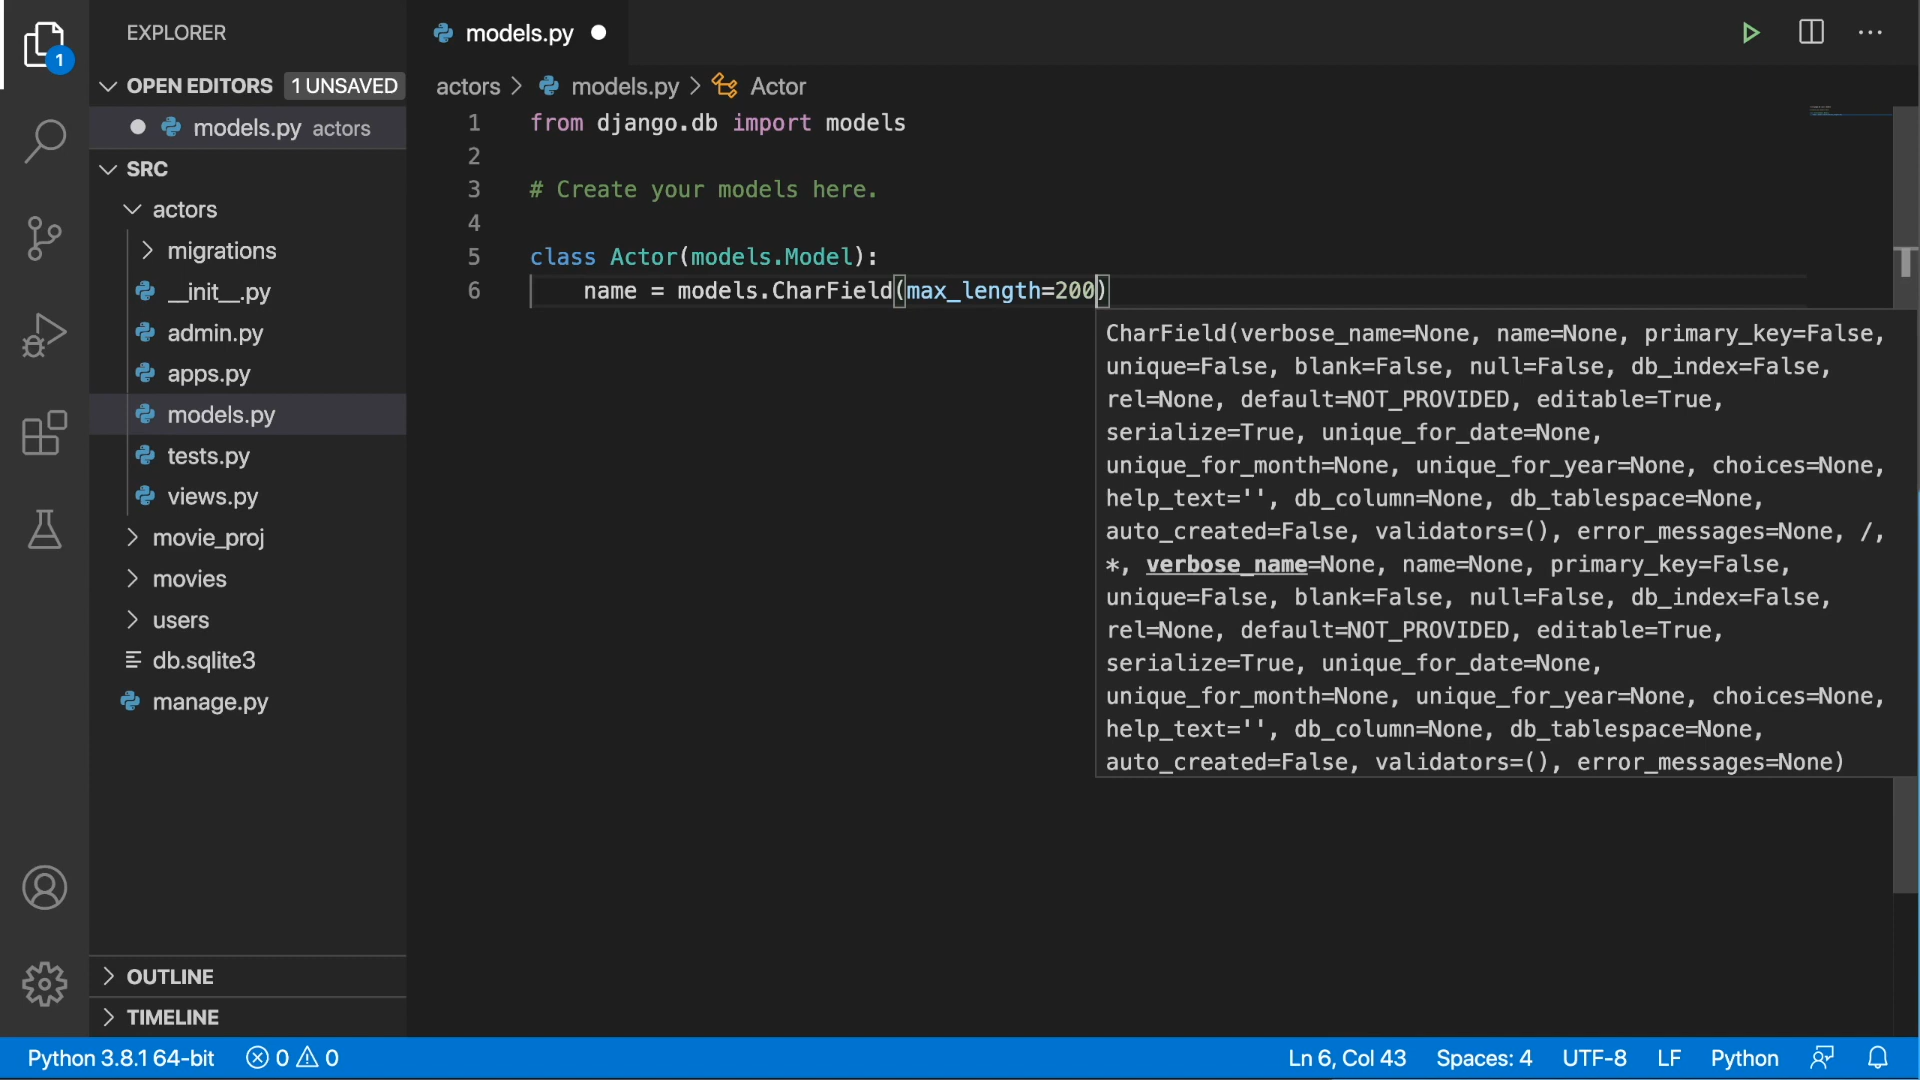 EXPLORER
OPEN EDITORS 1 UNSAVED
models.py actors
SRC
actors
migrations
__init__.py
admin.py
apps.py
models.py
tests.py
views.py
movie_proj
movies
users
db.sqlite3
manage.py
OUTLINE
TIMELINE
1
models.py
actors > models.py > Actor
1 from django.db import models
2
3 # Create your models here.
4
5 class Actor(models.Model):
6 name = models.CharField(max_length=200)
CharField(verbose_name=None, name=None, primary_key=False,
unique=False, blank=False, null=False, db_index=False,
rel=None, default=NOT_PROVIDED, editable=True,
serialize=True, unique_for_date=None,
unique_for_month=None, unique_for_year=None, choices=None,
help_text='', db_column=None, db_tablespace=None,
auto_created=False, validators=(), error_messages=None, /,
*, verbose_name=None, name=None, primary_key=False,
unique=False, blank=False, null=False, db_index=False,
rel=None, default=NOT_PROVIDED, editable=True,
serialize=True, unique_for_date=None,
unique_for_month=None, unique_for_year=None, choices=None,
help_text='', db_column=None, db_tablespace=None,
auto_created=False, validators=(), error_messages=None)
Python 3.8.1 64-bit 0 0 Ln 6, Col 43 Spaces: 4 UTF-8 LF Python